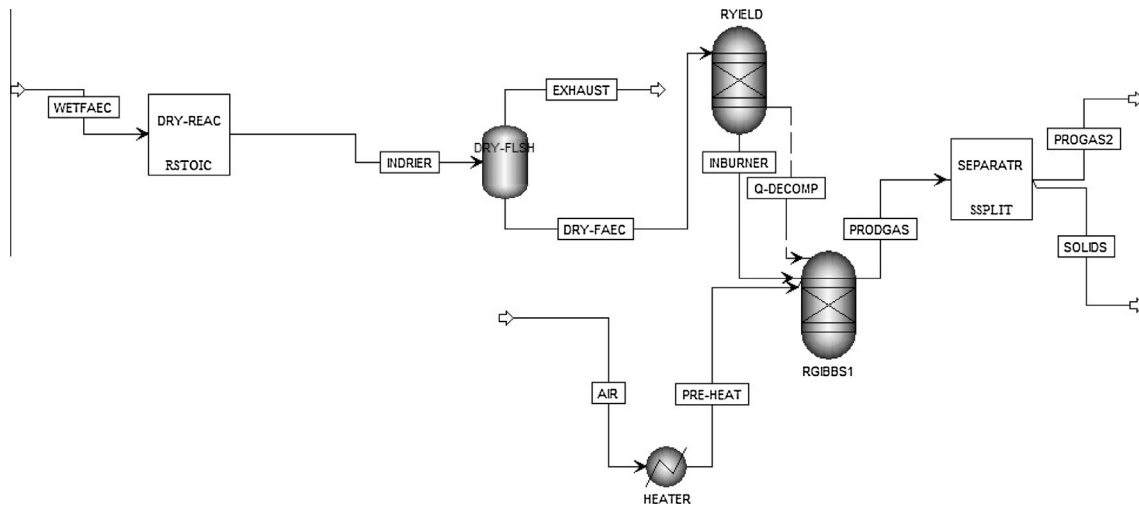 RYIELD
EXHAUST
WETFAEC
DRY-REAC
RSTOIC
INDRIER
DRY-FLSH
INBURNER
Q-DECOMP
DRY-FAEC
PRODGAS
SEPARATR
SSPLIT
PROGAS2
SOLIDS
RGIBBS1
AIR
PRE-HEAT
HEATER